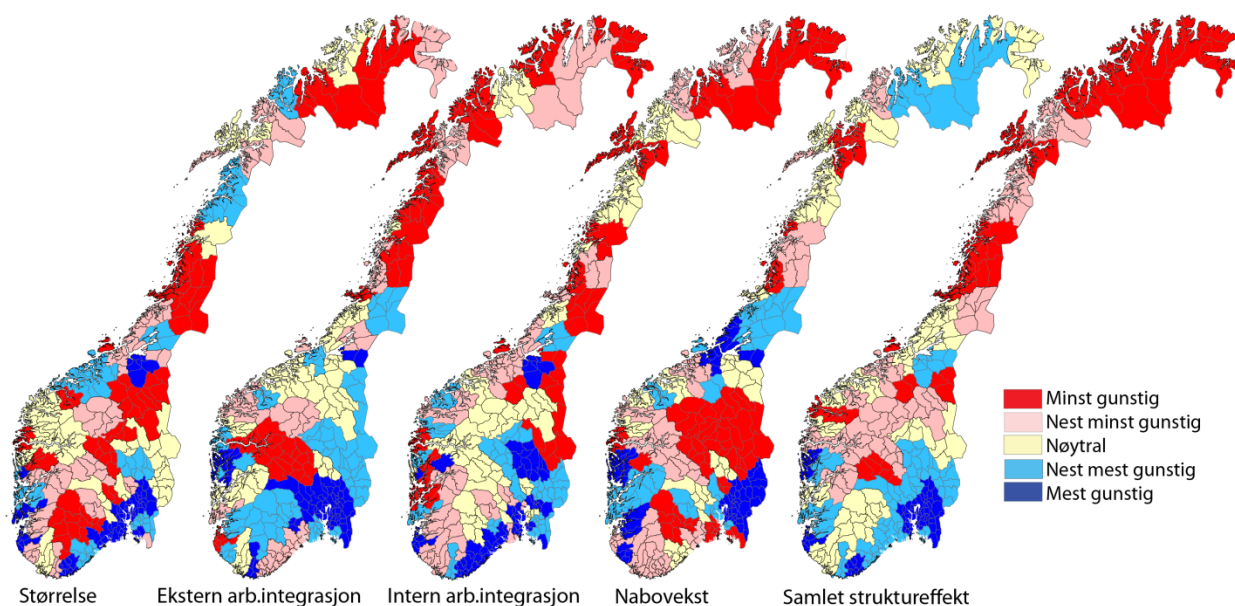 Minst gunstig
Nest minst gunstig
Nøytral
Nest mest gunstig
Mest gunstig
Størrelse
Ekstern arb.integrasjon
Intern arb.integrasjon
Nabovekst
Samlet struktureffekt